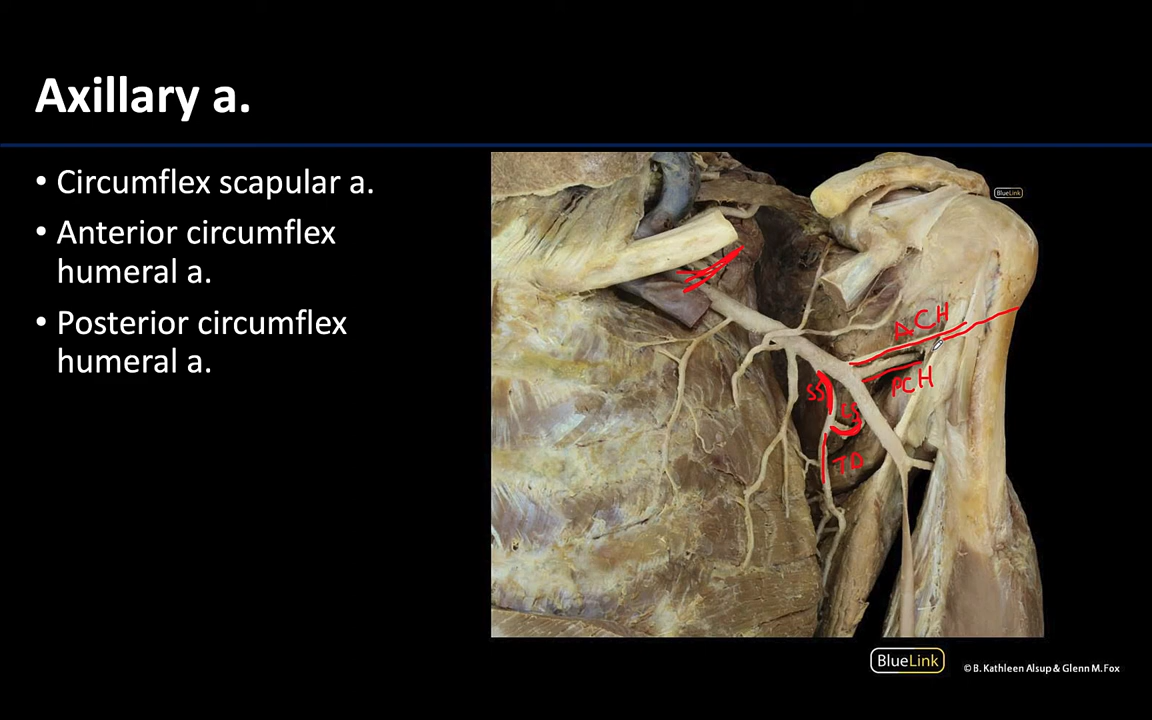 Axillary a.
• Circumflex scapular a.
• Anterior circumflex
humeral a.
• Posterior circumflex
humeral a.
BlueLink
ACH
PCH
SS
CS
TD
BlueLink
© B. Kathleen Alsup & Glenn M. Fox